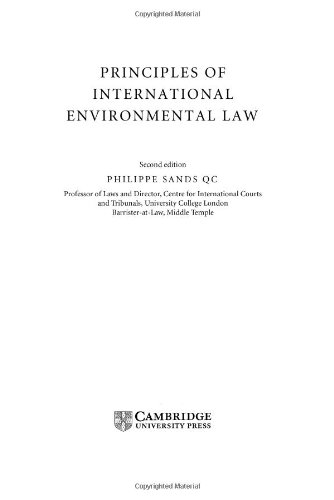 Copyrighted Material
PRINCIPLES OF
INTERNATIONAL
ENVIRONMENTAL LAW
Second edition
PHILIPPE SANDS QC
Professor of Laws and Director, Centre for International Courts
and Tribunals, University College London
Barrister-at-Law, Middle Temple
CAMBRIDGE
UNIVERSITY PRESS
Copyrighted Material